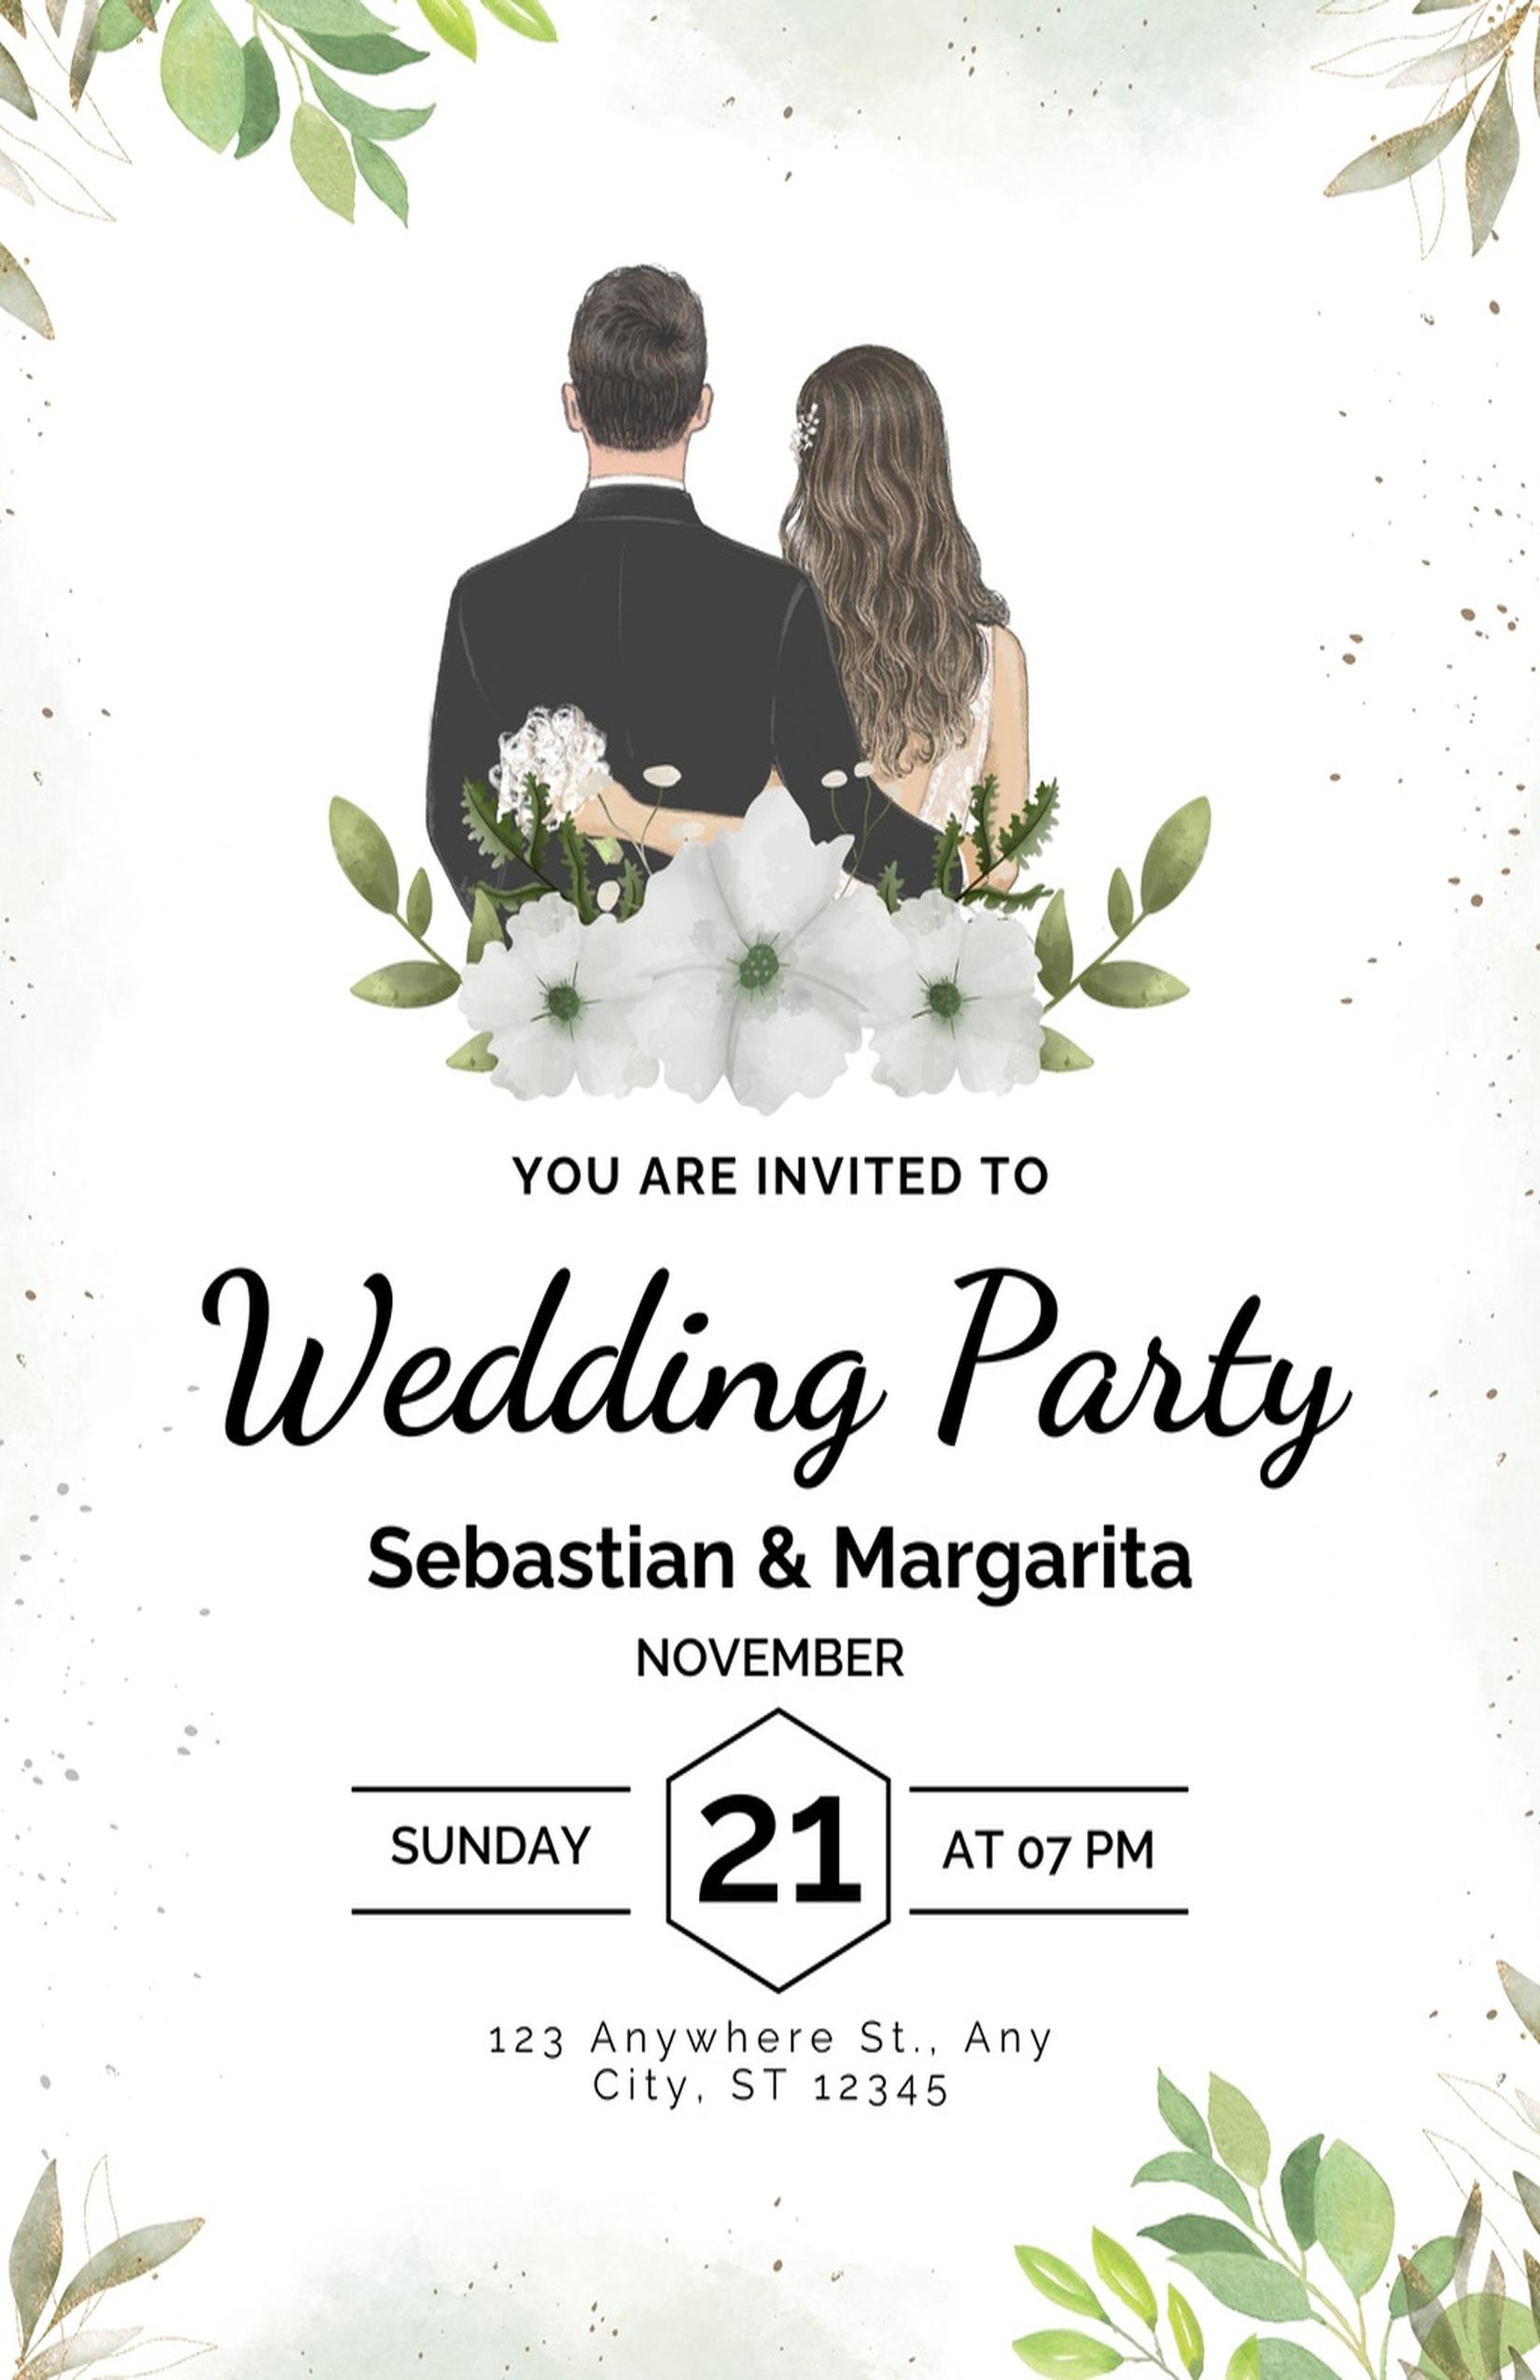 YOU ARE INVITED TO
Wedding Party
Sebastian & Margarita
NOVEMBER
SUNDAY 21 AT 07 PM
123 Anywhere St., Any
City, ST 12345